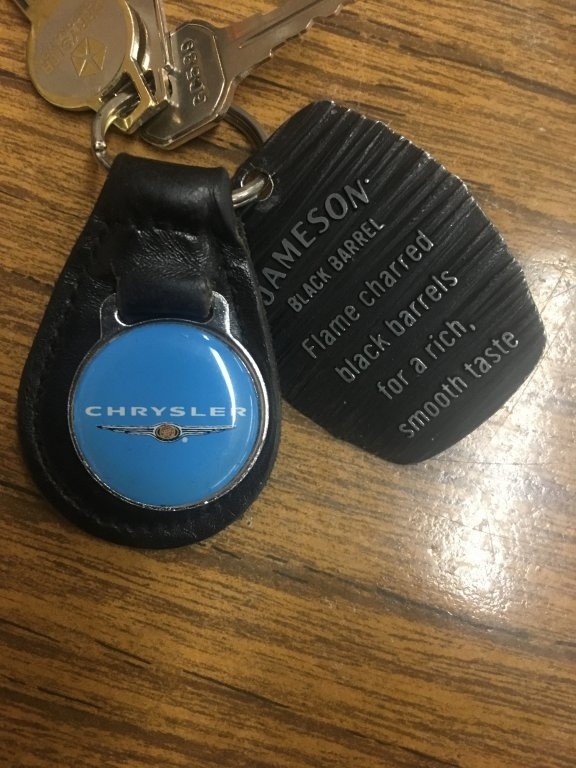 CHRYSLER
JAMESON
BLACK BARREL
Flame charred
black barrels
for a rich,
smooth taste